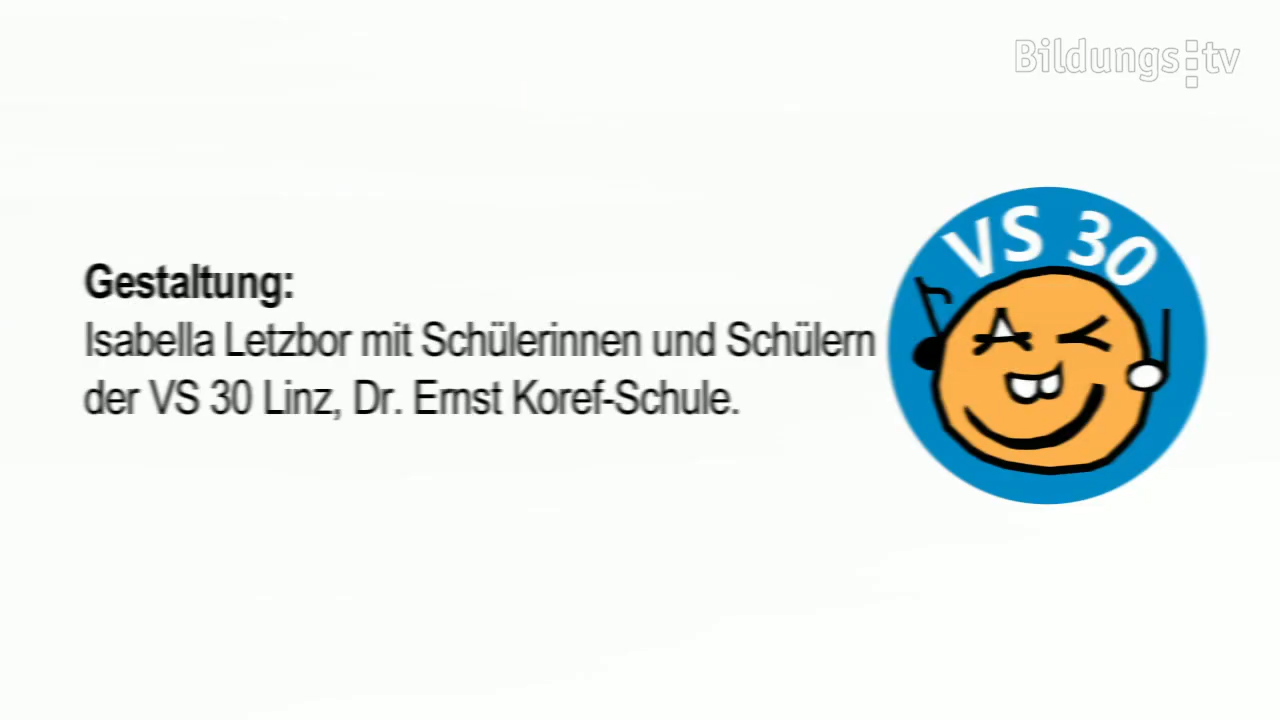 Bildungs tv
VS 30
Gestaltung:
Isabella Letzbor mit Schülerinnen und Schülern
der VS 30 Linz, Dr. Ernst Koref-Schule.